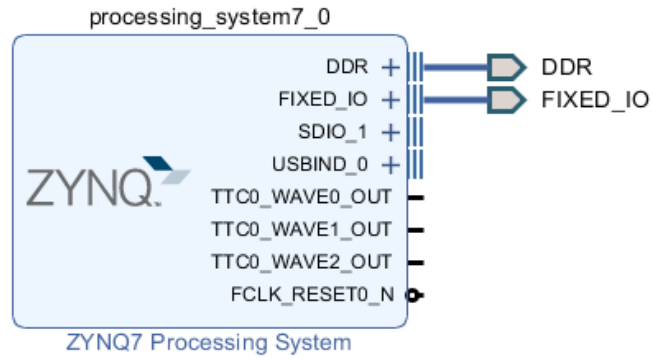 processing_system7_0
DDR
DDR
FIXED_IO
FIXED_IO
SDIO_1
USBIND_0
ZYNQ
TTC0_WAVE0_OUT
TTC0_WAVE1_OUT
TTC0_WAVE2_OUT
FCLK_RESET0_N
ZYNQ7 Processing System